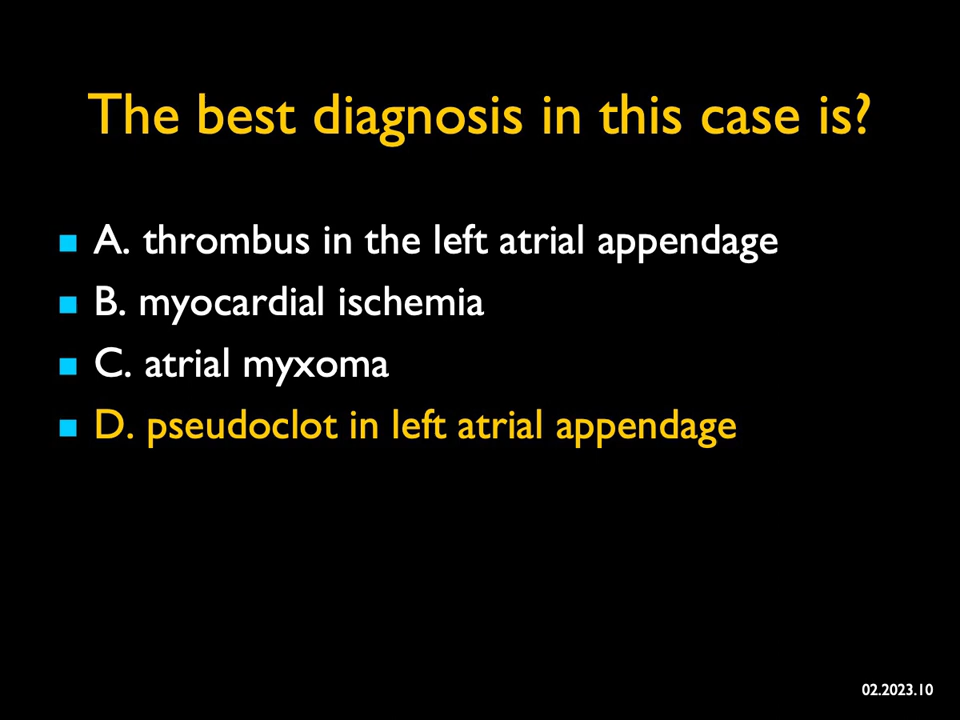 The best diagnosis in this case is?
A. thrombus in the left atrial appendage
B. myocardial ischemia
C. atrial myxoma
D. pseudoclot in left atrial appendage
02.2023.10